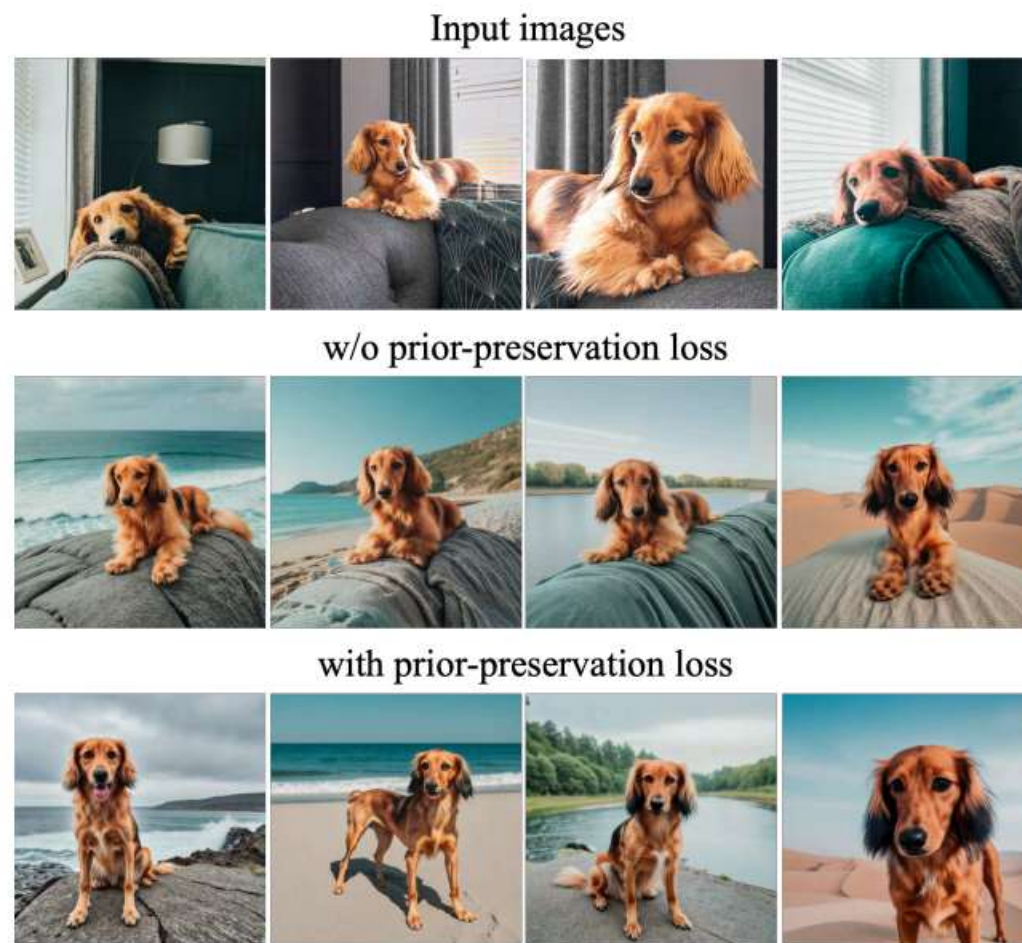 Input images
w/o prior-preservation loss
with prior-preservation loss